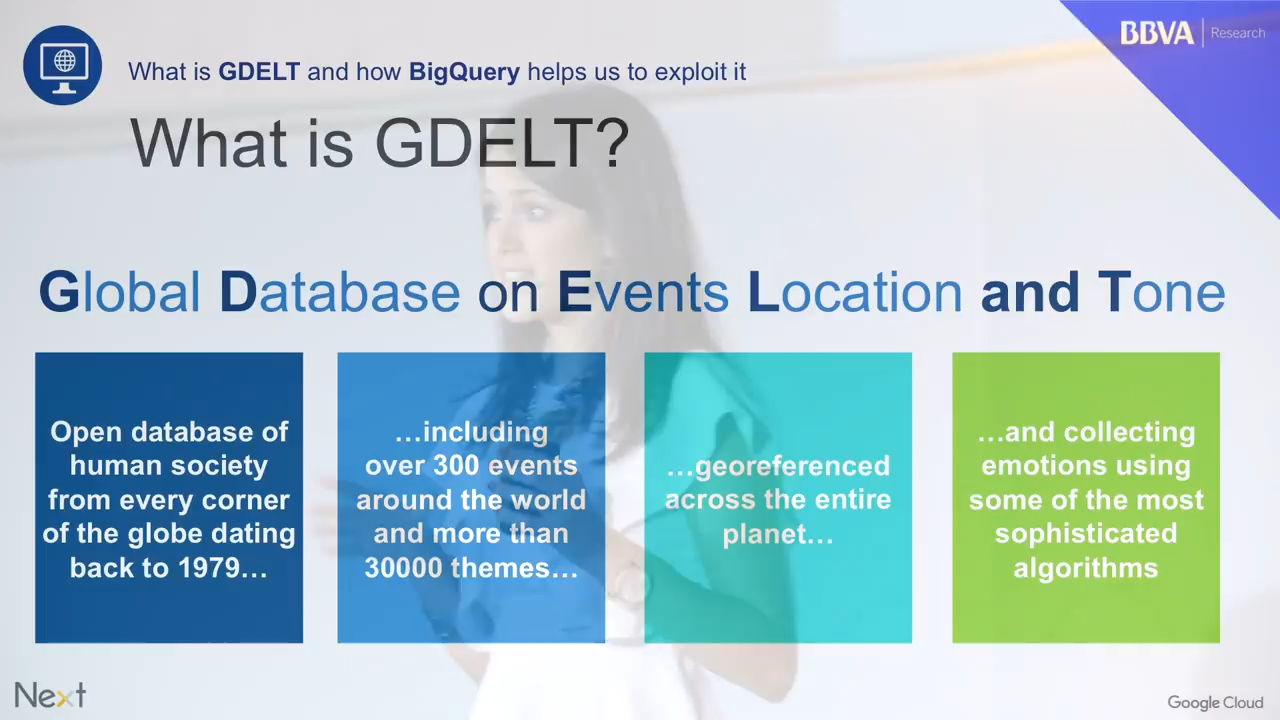 BBVA Research
What is GDELT and how BigQuery helps us to exploit it
What is GDELT?
Global Database on Events Location and Tone
Open database of
human society
from every corner
of the globe dating
back to 1979…
…including
over 300 events
around the world
and more than
30000 themes…
…georeferenced
across the entire
planet…
…and collecting
emotions using
some of the most
sophisticated
algorithms
Next
Google Cloud